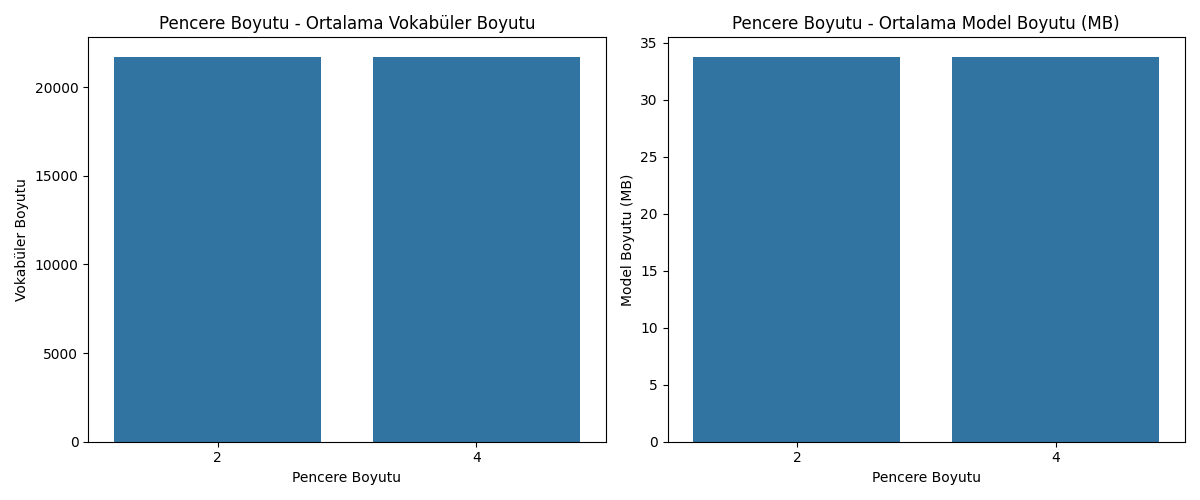 Pencere Boyutu - Ortalama Vokabüler Boyutu
Vokabüler Boyutu
20000
15000
10000
5000
0
2
4
Pencere Boyutu
Pencere Boyutu - Ortalama Model Boyutu (MB)
Model Boyutu (MB)
35
30
25
20
15
10
5
0
2
4
Pencere Boyutu